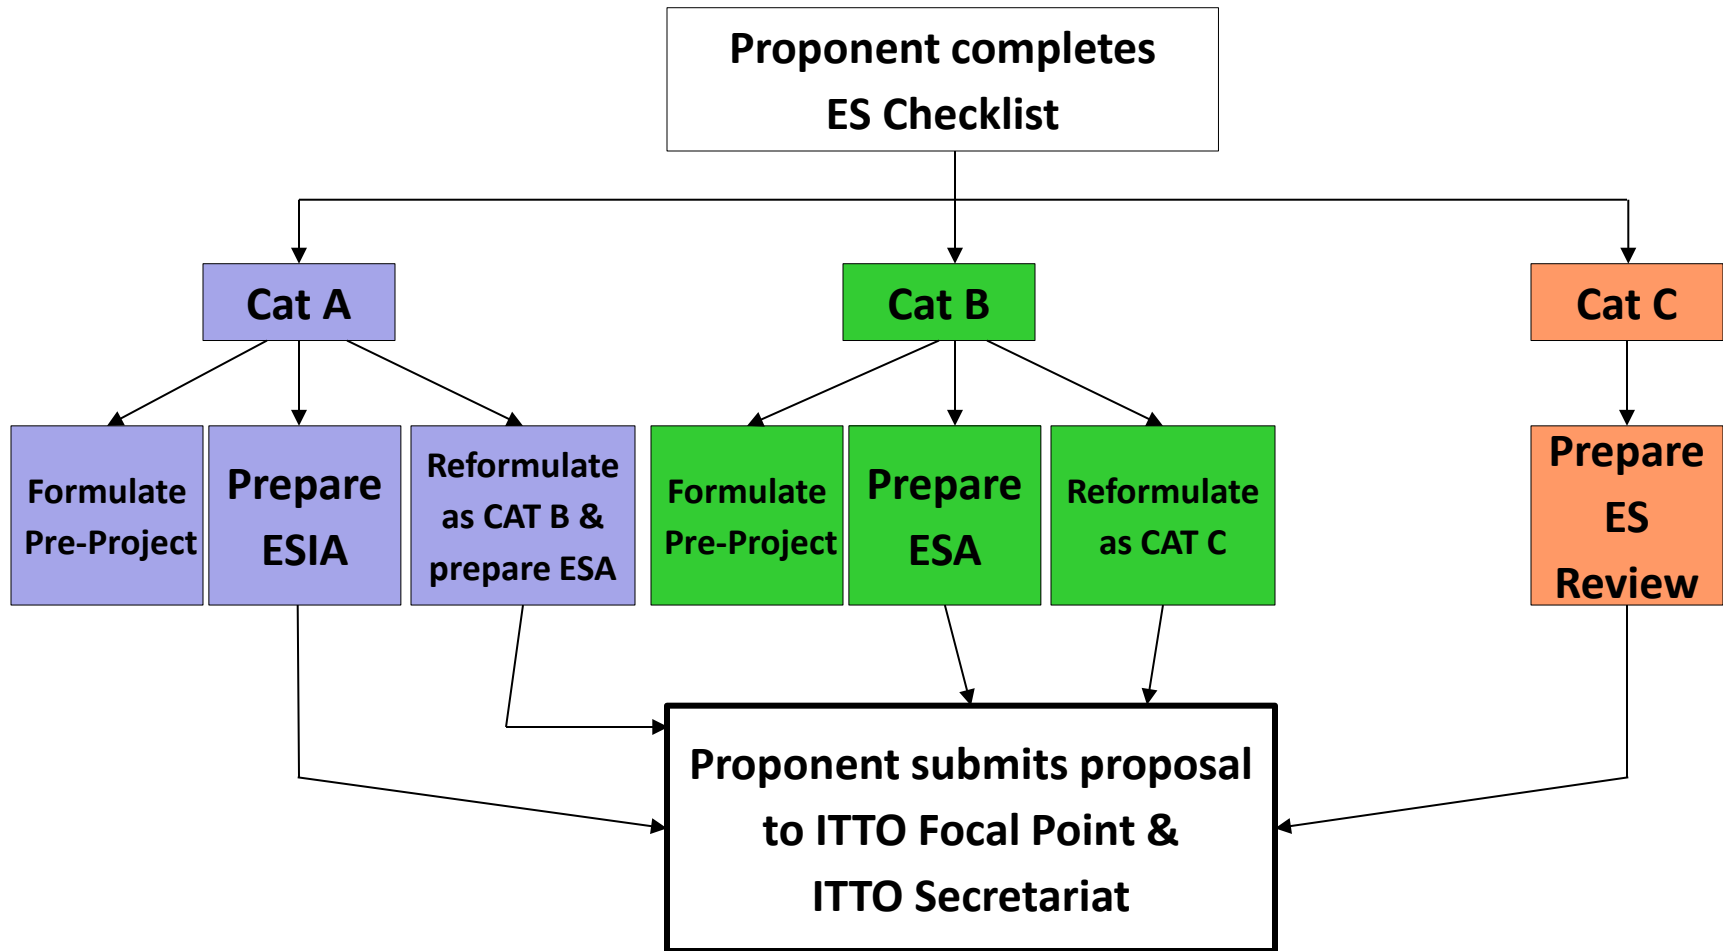 Proponent completes
ES Checklist
Cat A
Cat B
Cat C
Formulate
Pre-Project
Prepare
ESIA
Reformulate
as CAT B &
prepare ESA
Formulate
Pre-Project
Prepare
ESA
Reformulate
as CAT C
Prepare
ES
Review
Proponent submits proposal
to ITTO Focal Point &
ITTO Secretariat